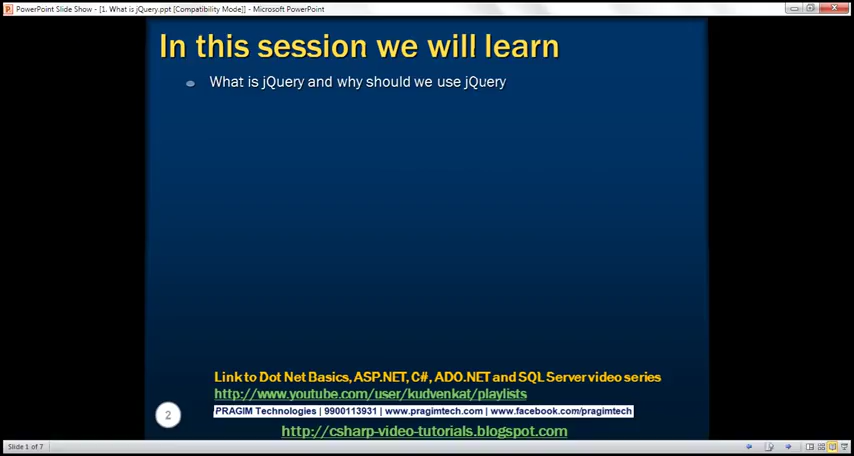 PowerPoint Slide Show - [1. What is jQuery.ppt [Compatibility Mode]] - Microsoft PowerPoint
In this session we will learn
What is jQuery and why should we use jQuery
Link to Dot Net Basics, ASP.NET, C#, ADO.NET and SQL Server video series
http://www.youtube.com/user/kudvenkat/playlists
2
PRAGIM Technologies | 9900113931 | www.pragimtech.com | www.facebook.com/pragimtech
http://csharp-video-tutorials.blogspot.com
Slide 1 of 7